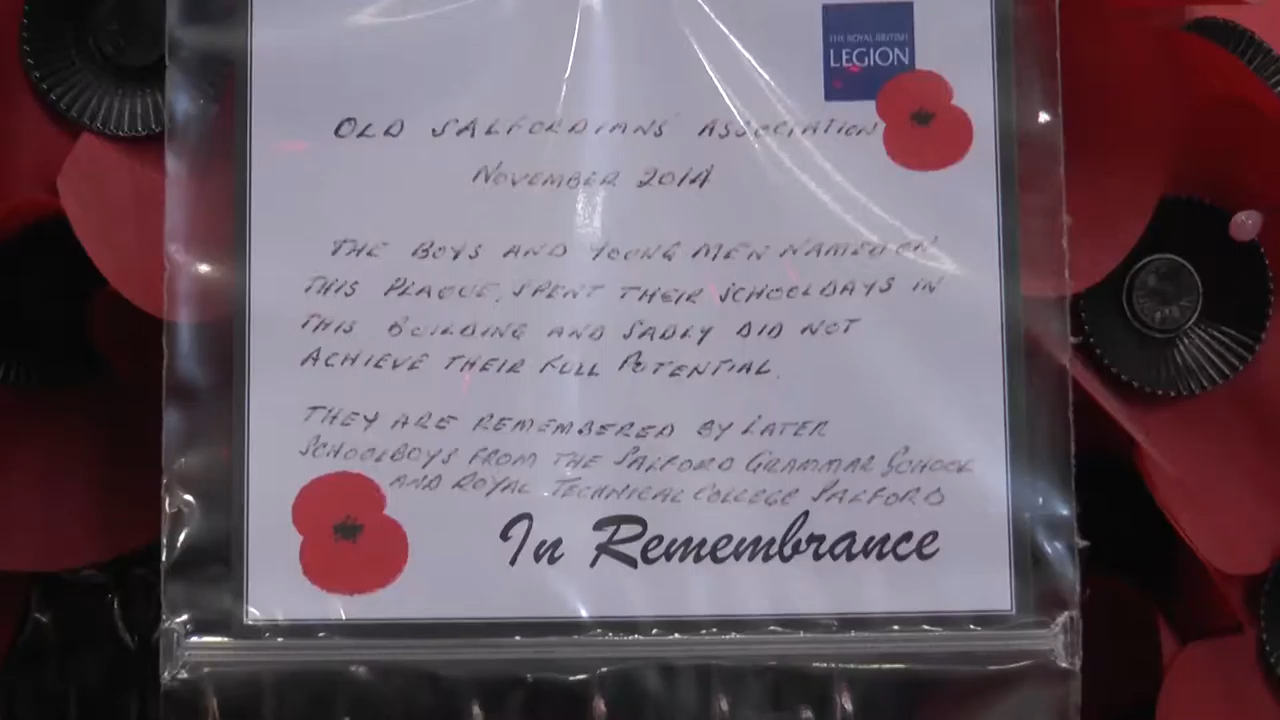 THE ROYAL BRITISH
LEGION
OLD SALFORDIANS' ASSOCIATION
NOVEMBER 2014
THE BOYS AND YOUNG MEN NAMED ON
THIS PLAQUE, SPENT THEIR SCHOOLDAYS IN
THIS BUILDING AND SADLY DID NOT
ACHIEVE THEIR FULL POTENTIAL.
THEY ARE REMEMBERED BY LATER
SCHOOLBOYS FROM THE SALFORD GRAMMAR SCHOOL
AND ROYAL TECHNICAL COLLEGE SALFORD
In Remembrance